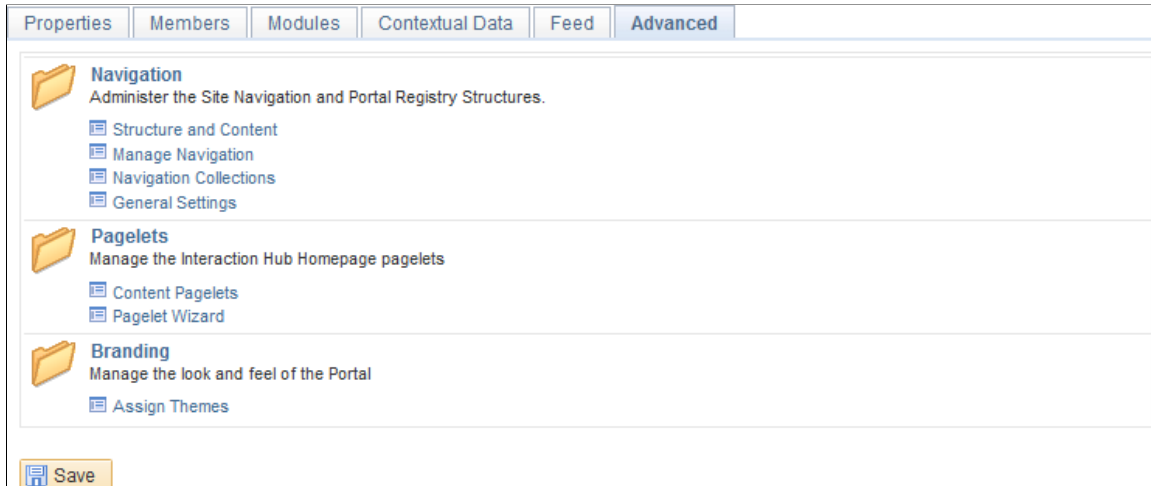 Properties Members Modules Contextual Data Feed Advanced
Navigation
Administer the Site Navigation and Portal Registry Structures.
Structure and Content
Manage Navigation
Navigation Collections
General Settings
Pagelets
Manage the Interaction Hub Homepage pagelets
Content Pagelets
Pagelet Wizard
Branding
Manage the look and feel of the Portal
Assign Themes
Save